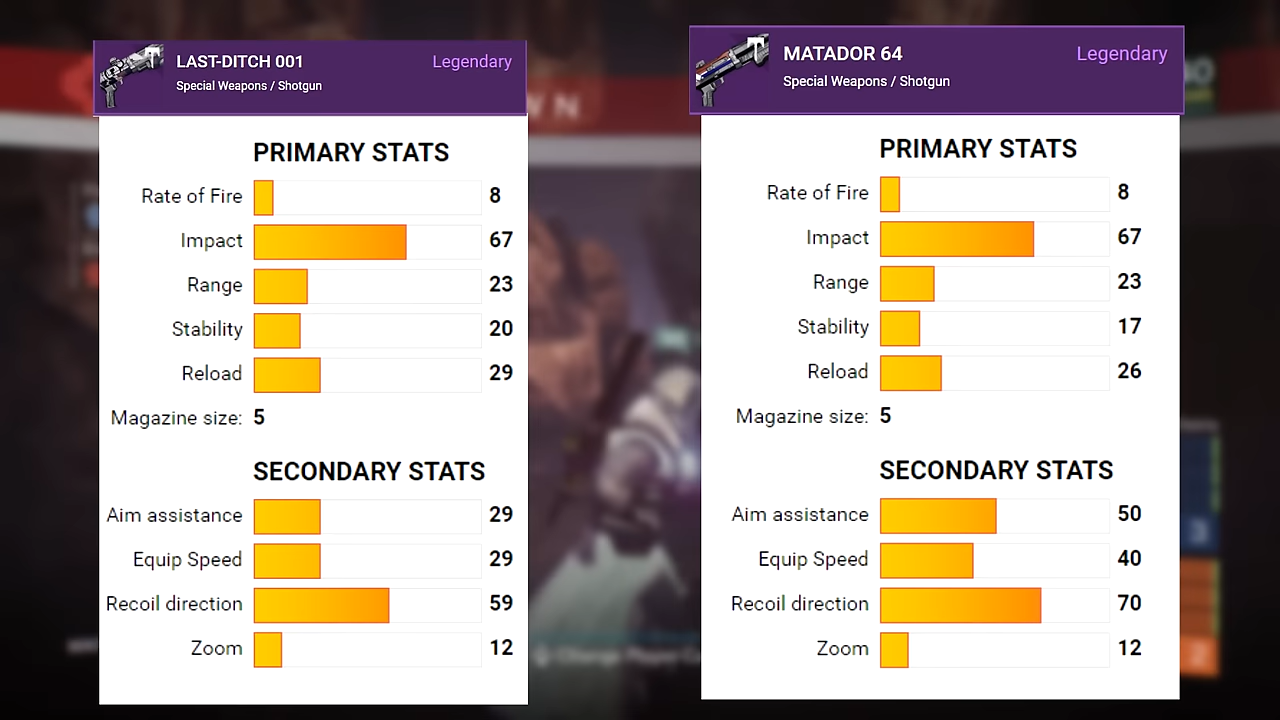 LAST-DITCH 001
Legendary
Special Weapons / Shotgun
PRIMARY STATS
Rate of Fire 8
Impact 67
Range 23
Stability 20
Reload 29
Magazine size: 5
SECONDARY STATS
Aim assistance 29
Equip Speed 29
Recoil direction 59
Zoom 12
MATADOR 64
Legendary
Special Weapons / Shotgun
PRIMARY STATS
Rate of Fire 8
Impact 67
Range 23
Stability 17
Reload 26
Magazine size: 5
SECONDARY STATS
Aim assistance 50
Equip Speed 40
Recoil direction 70
Zoom 12
W N
3
2